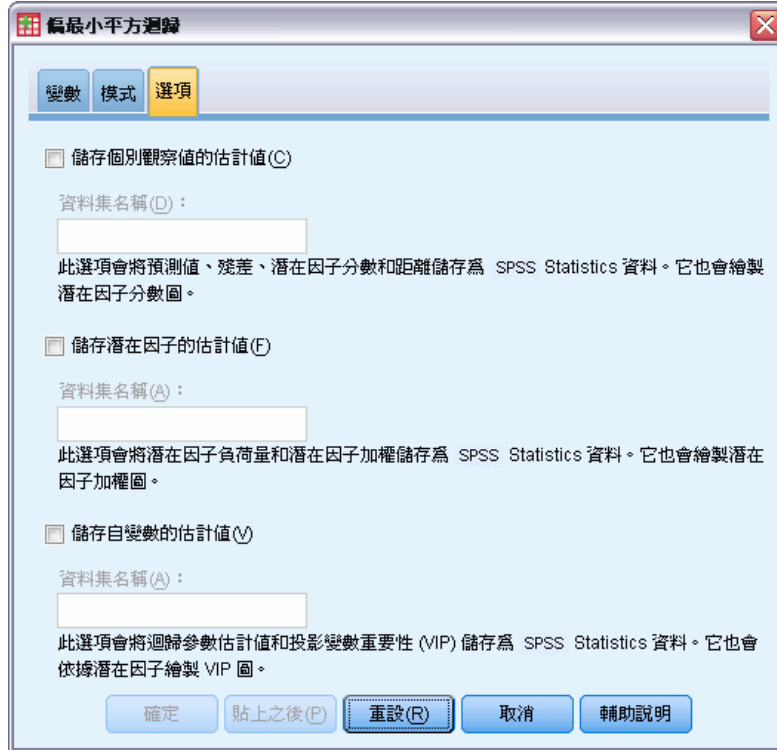 偏最小平方迴歸
變數 模式 選項
儲存個別觀察值的估計值(C)
資料集名稱(D)：
此選項會將預測值、殘差、潛在因子分數和距離儲存為 SPSS Statistics 資料。它也會繪製
潛在因子分數圖。
儲存潛在因子的估計值(F)
資料集名稱(A)：
此選項會將潛在因子負荷量和潛在因子加權儲存為 SPSS Statistics 資料。它也會繪製潛在
因子加權圖。
儲存自變數的估計值(V)
資料集名稱(A)：
此選項會將迴歸參數估計值和投影變數重要性 (VIP) 儲存為 SPSS Statistics 資料。它也會
依據潛在因子繪製 VIP 圖。
確定 貼上之後(P) 重設(R) 取消 輔助說明